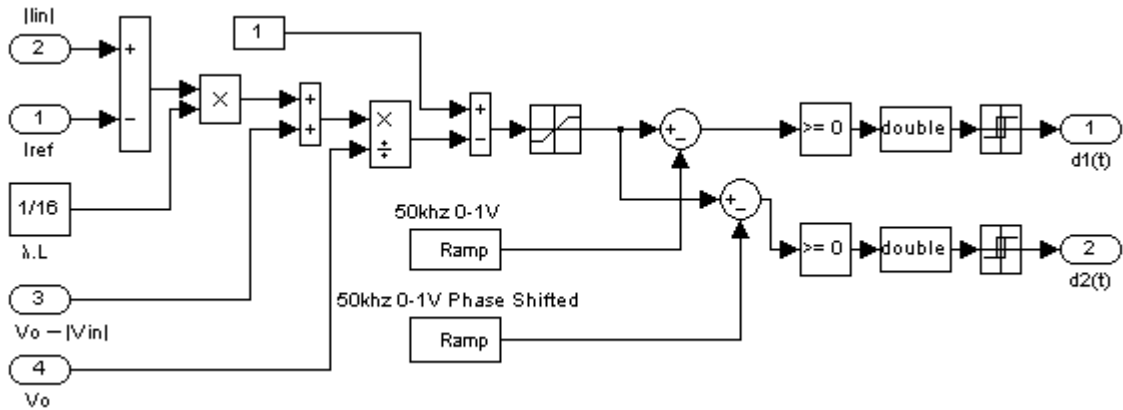 |Iin|
2
+
1
−
Iref
1
×
+
+
×
÷
+
−
+
−
>= 0
double
1
d1(t)
1/16
λ.L
50khz 0-1V
Ramp
+
−
>= 0
double
2
d2(t)
3
Vo −|Vin|
50khz 0-1V Phase Shifted
Ramp
4
Vo